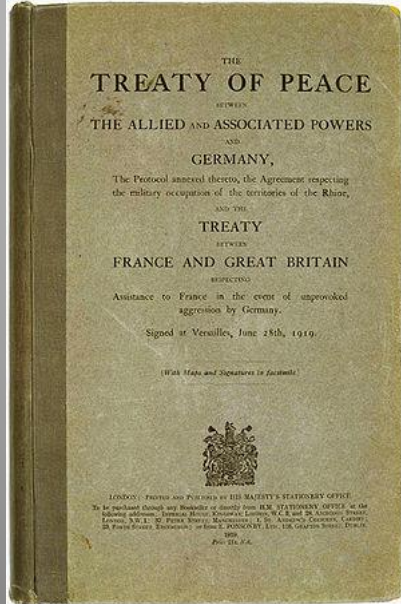 THE
TREATY OF PEACE
BETWEEN
THE ALLIED AND ASSOCIATED POWERS
AND
GERMANY,
The Protocol annexed thereto, the Agreement respecting
the military occupation of the territories of the Rhine,
AND THE
TREATY
BETWEEN
FRANCE AND GREAT BRITAIN
RESPECTING
Assistance to France in the event of unprovoked
aggression by Germany.
Signed at Versailles, June 28th, 1919.
(With Maps and Signatures in facsimile)
LONDON: PRINTED AND PUBLISHED BY HIS MAJESTY'S STATIONERY OFFICE
To be purchased through any Bookseller or directly from H.M. STATIONERY OFFICE at the
following addresses: IMPERIAL HOUSE, KINGSWAY, LONDON, W.C. 2, and 28, ABINGDON STREET,
LONDON, S.W. 1; 37, PETER STREET, MANCHESTER; 1, ST. ANDREW'S CRESCENT, CARDIFF;
23, FORTH STREET, EDINBURGH; or from E. PONSONBY, LTD., 116, GRAFTON STREET, DUBLIN.
1919.
Price 21s. Net.